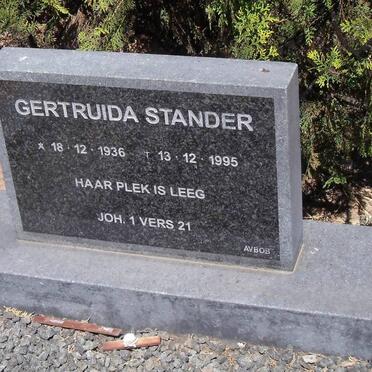 GERTRUIDA STANDER
* 18 · 12 · 1936 † 13 · 12 · 1995
HAAR PLEK IS LEEG
JOH. 1 VERS 21
AVBOB